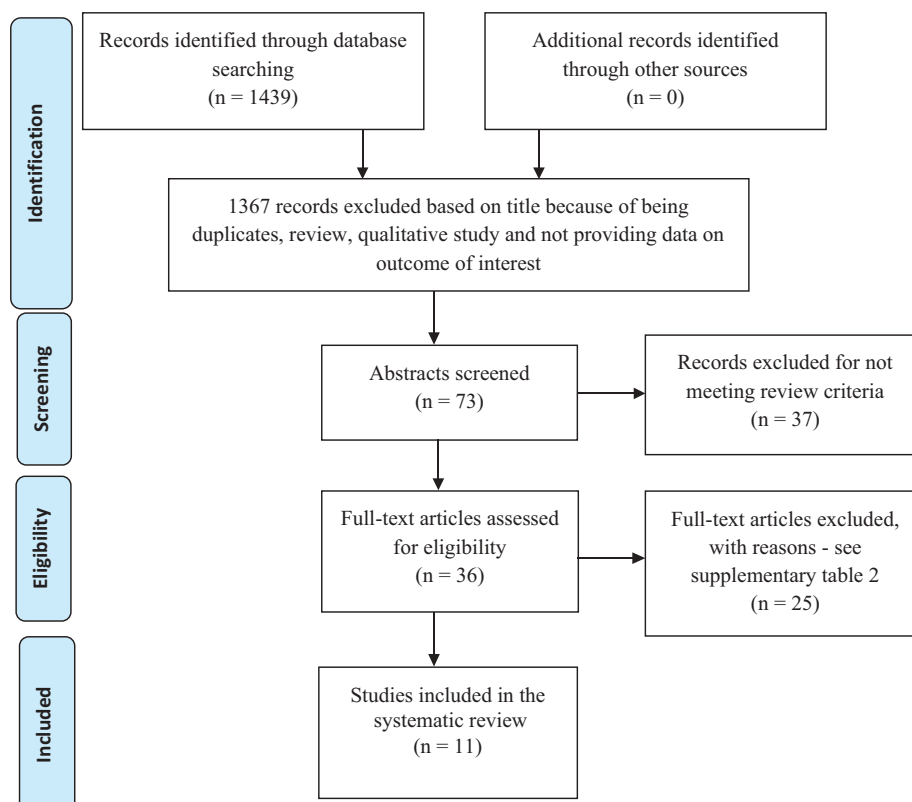 Identification
Records identified through database
searching
(n = 1439)
Additional records identified
through other sources
(n = 0)
1367 records excluded based on title because of being
duplicates, review, qualitative study and not providing data on
outcome of interest
Screening
Abstracts screened
(n = 73)
Records excluded for not
meeting review criteria
(n = 37)
Eligibility
Full-text articles assessed
for eligibility
(n = 36)
Full-text articles excluded,
with reasons - see
supplementary table 2
(n = 25)
Included
Studies included in the
systematic review
(n = 11)